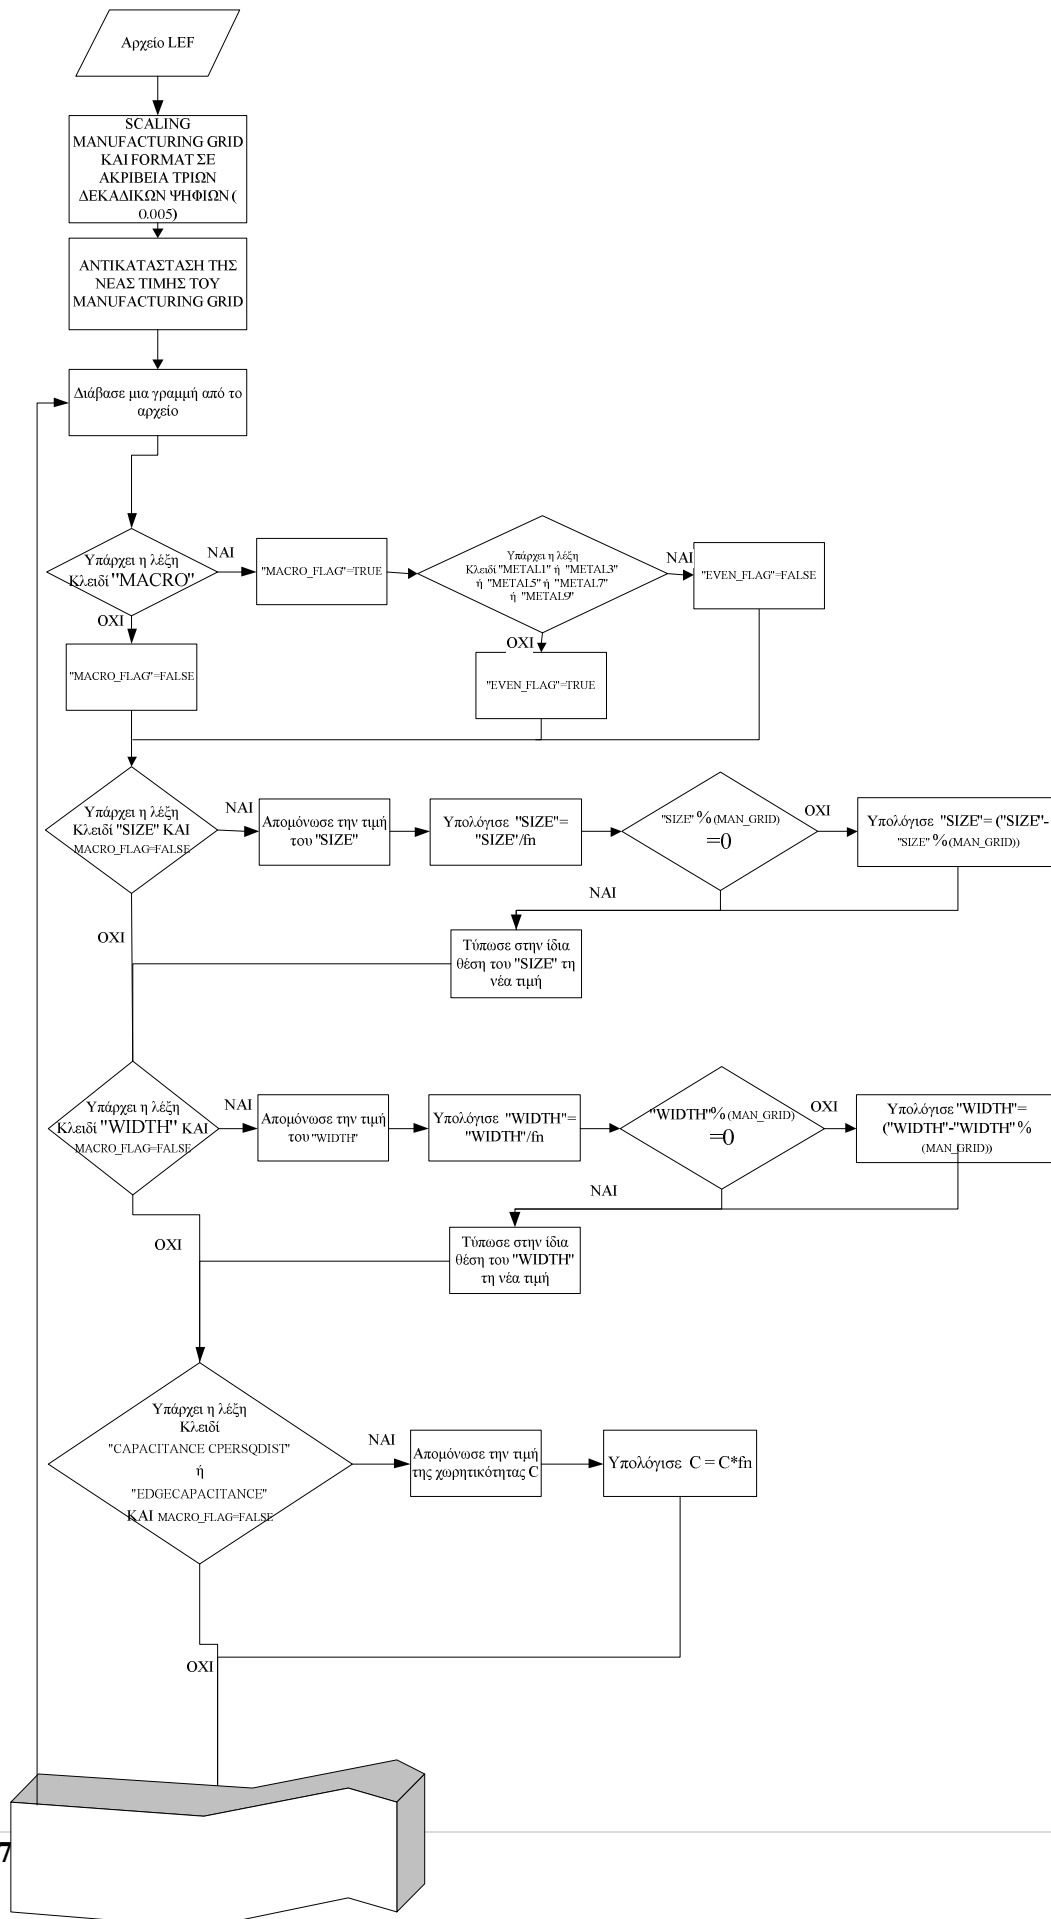 Αρχείο LEF
SCALING
MANUFACTURING GRID
ΚΑΙ FORMAT ΣΕ
ΑΚΡΙΒΕΙΑ ΤΡΙΩΝ
ΔΕΚΑΔΙΚΩΝ ΨΗΦΙΩΝ (
0.005)
ΑΝΤΙΚΑΤΑΣΤΑΣΗ ΤΗΣ
ΝΕΑΣ ΤΙΜΗΣ ΤΟΥ
MANUFACTURING GRID
Διάβασε μια γραμμή από το
αρχείο
Υπάρχει η λέξη
Κλειδί "MACRO"
ΝΑΙ
"MACRO_FLAG"=TRUE
Υπάρχει η λέξη
Κλειδί "METAL1" ή "METAL3"
ή "METAL5" ή "METAL7"
ή "METAL9"
ΝΑΙ
"EVEN_FLAG"=FALSE
ΟΧΙ
"MACRO_FLAG"=FALSE
ΟΧΙ
"EVEN_FLAG"=TRUE
Υπάρχει η λέξη
Κλειδί "SIZE" ΚΑΙ
MACRO_FLAG=FALSE
ΝΑΙ
Απομόνωσε την τιμή
του "SIZE"
Υπολόγισε "SIZE"=
"SIZE"/fn
"SIZE" % (MAN_GRID)
=0
ΟΧΙ
Υπολόγισε "SIZE"= ("SIZE"-
"SIZE" %(MAN_GRID))
ΝΑΙ
ΟΧΙ
Τύπωσε στην ίδια
θέση του "SIZE" τη
νέα τιμή
Υπάρχει η λέξη
Κλειδί "WIDTH" ΚΑΙ
MACRO_FLAG=FALSE
ΝΑΙ
Απομόνωσε την τιμή
του "WIDTH"
Υπολόγισε "WIDTH"=
"WIDTH"/fn
"WIDTH"% (MAN_GRID)
=0
ΟΧΙ
Υπολόγισε "WIDTH"=
("WIDTH"-"WIDTH" %
(MAN_GRID))
ΝΑΙ
ΟΧΙ
Τύπωσε στην ίδια
θέση του "WIDTH"
τη νέα τιμή
Υπάρχει η λέξη
Κλειδί
"CAPACITANCE CPERSQDIST"
ή
"EDGECAPACITANCE"
ΚΑΙ MACRO_FLAG=FALSE
ΝΑΙ
Απομόνωσε την τιμή
της χωρητικότητας C
Υπολόγισε C = C*fn
ΟΧΙ
7